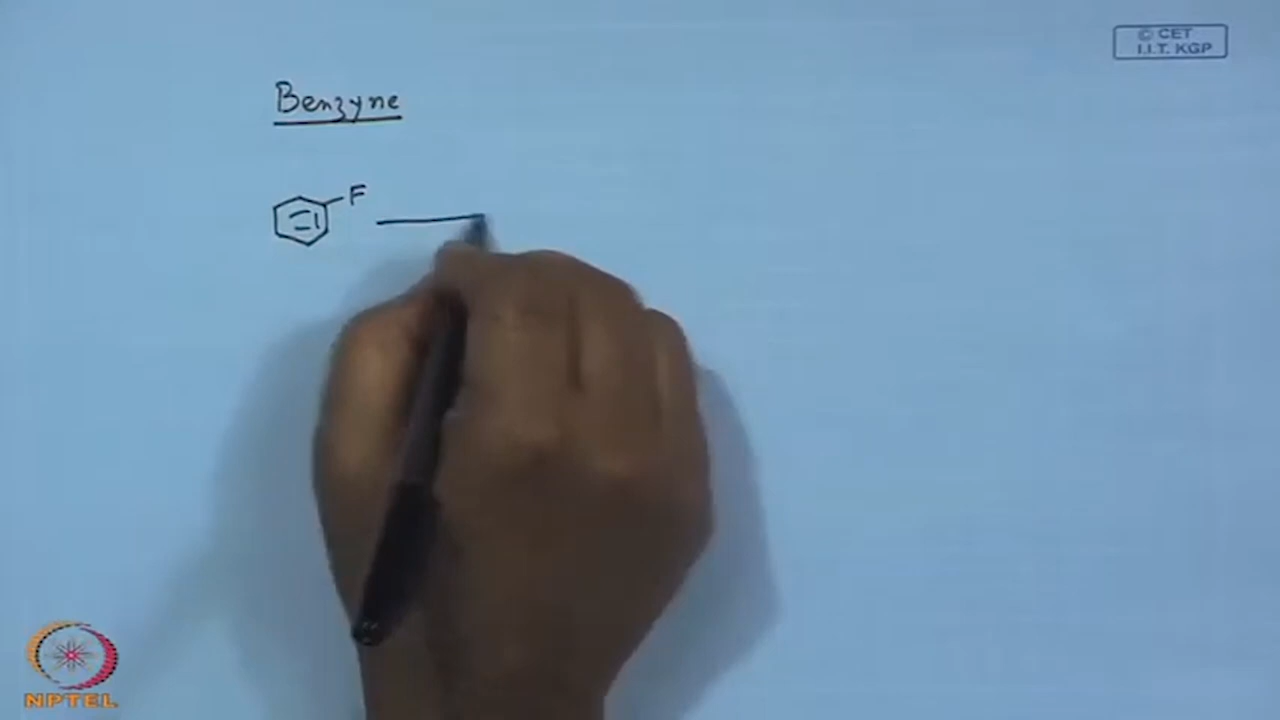 © CET
I.I.T. KGP
Benzyne
F
NPTEL